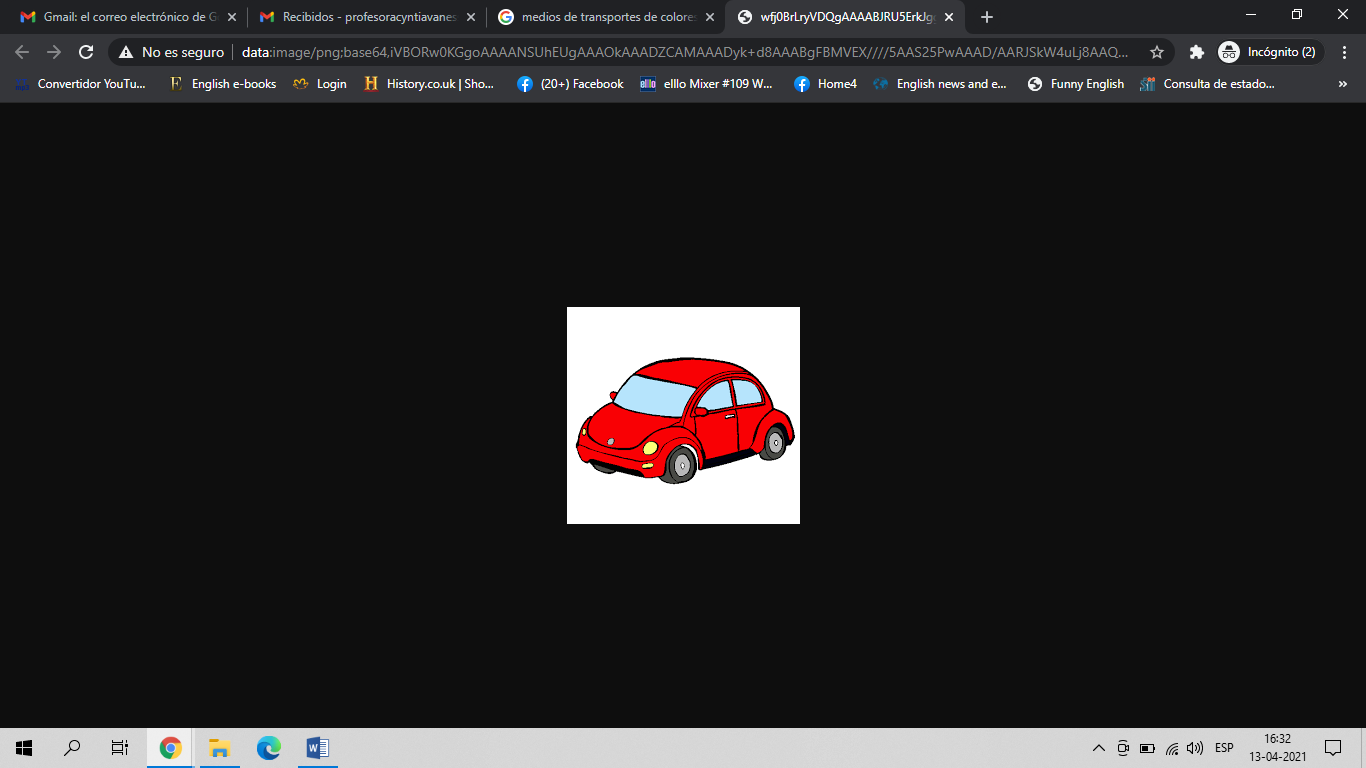 Gmail: el correo electrónico de G
Recibidos - profesoracyntiavanes
medios de transportes de colores
wfj0BrLryVDQgAAAABJRU5ErkJgg
No es seguro
data:image/png;base64,iVBORw0KGgoAAAANSUhEUgAAAOkAAADZCAMAAADyk+d8AAABgFBMVEX////5AAS25PwAAAD/AARJSkW4uLj8AAQ...
Incógnito (2)
Convertidor YouTu...
English e-books
Login
History.co.uk | Sho...
(20+) Facebook
elllo Mixer #109 W...
Home4
English news and e...
Funny English
Consulta de estado...
»
ESP
16:32
13-04-2021